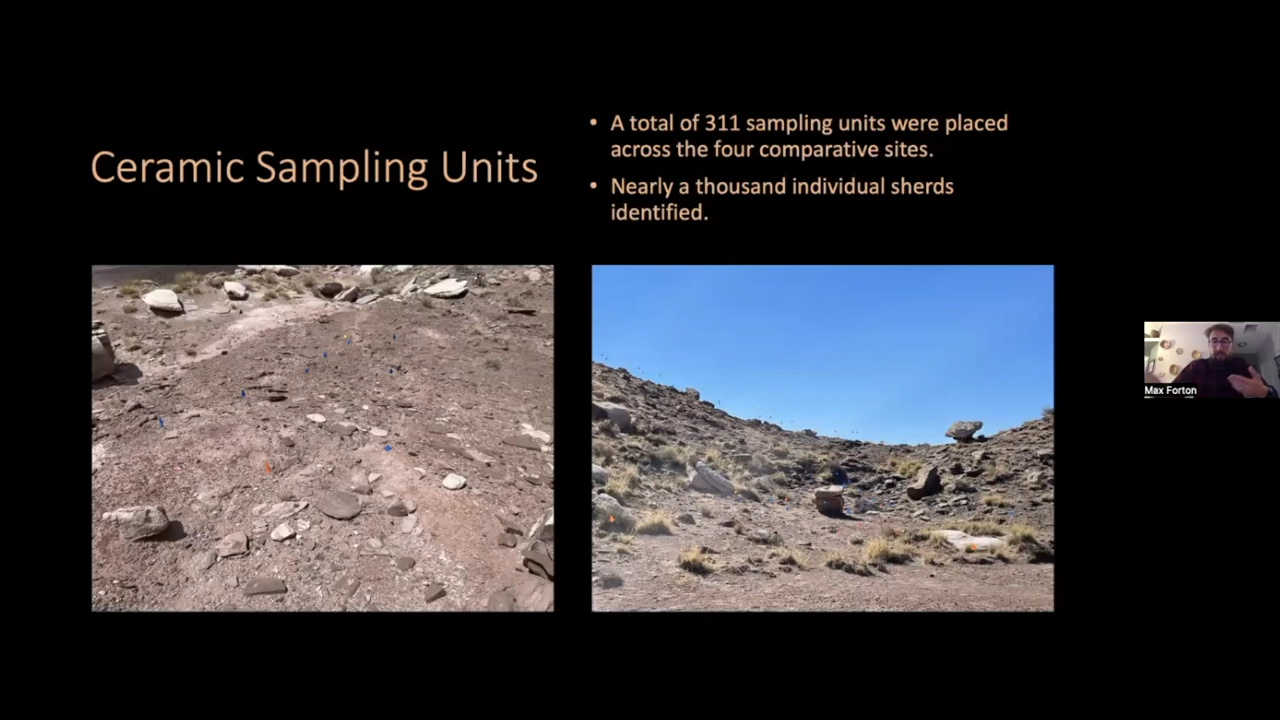 Ceramic Sampling Units
• A total of 311 sampling units were placed
across the four comparative sites.
• Nearly a thousand individual sherds
identified.
Max Forton